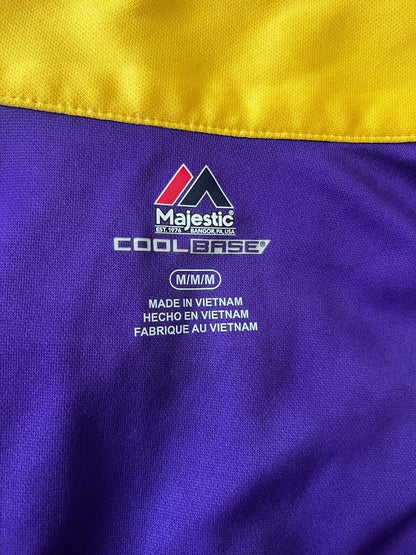 Majestic®
EST. 1976 BANGOR, PA, USA
COOLBASE®
M/M/M
MADE IN VIETNAM
HECHO EN VIETNAM
FABRIQUE AU VIETNAM